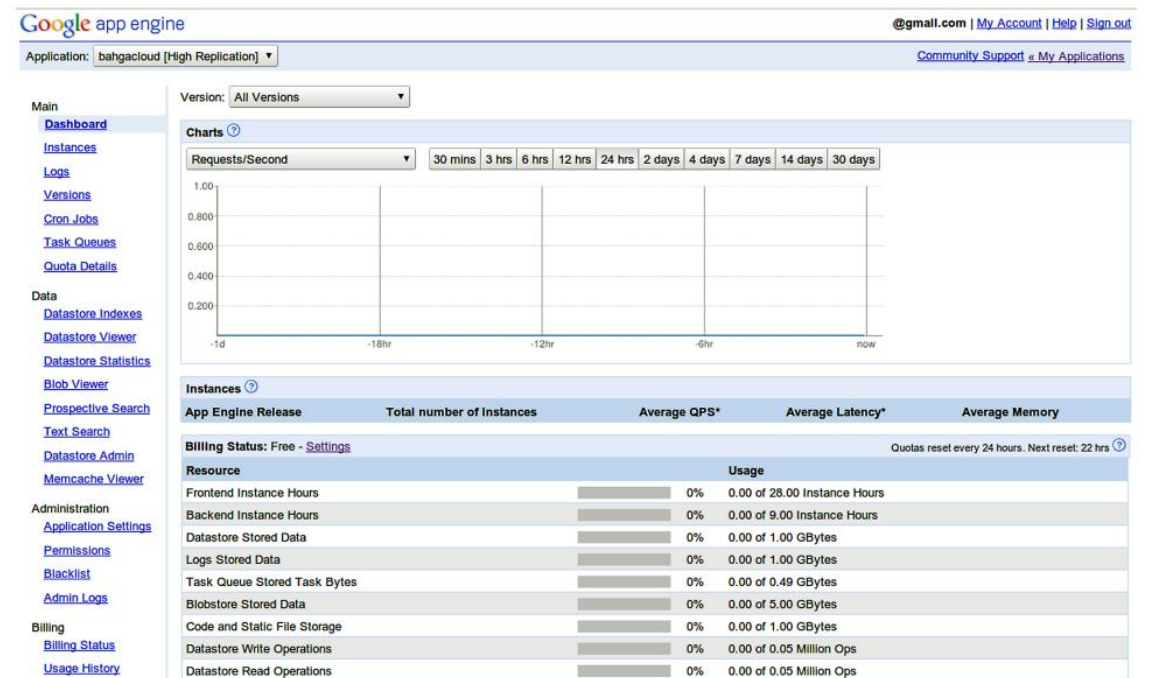 Google app engine
@gmail.com | My Account | Help | Sign out
Application: bahgacloud [High Replication]
Community Support « My Applications
Main
Dashboard
Instances
Logs
Versions
Cron Jobs
Task Queues
Quota Details
Data
Datastore Indexes
Datastore Viewer
Datastore Statistics
Blob Viewer
Prospective Search
Text Search
Datastore Admin
Memcache Viewer
Administration
Application Settings
Permissions
Blacklist
Admin Logs
Billing
Billing Status
Usage History
Version: All Versions
Charts ?
Requests/Second
30 mins 3 hrs 6 hrs 12 hrs 24 hrs 2 days 4 days 7 days 14 days 30 days
1.00
0.800
0.600
0.400
0.200
-1d -18hr -12hr -6hr now
Instances ?
App Engine Release Total number of Instances Average QPS* Average Latency* Average Memory
Billing Status: Free - Settings Quotas reset every 24 hours. Next reset: 22 hrs ?
Resource Usage
Frontend Instance Hours 0% 0.00 of 28.00 Instance Hours
Backend Instance Hours 0% 0.00 of 9.00 Instance Hours
Datastore Stored Data 0% 0.00 of 1.00 GBytes
Logs Stored Data 0% 0.00 of 1.00 GBytes
Task Queue Stored Task Bytes 0% 0.00 of 0.49 GBytes
Blobstore Stored Data 0% 0.00 of 5.00 GBytes
Code and Static File Storage 0% 0.00 of 1.00 GBytes
Datastore Write Operations 0% 0.00 of 0.05 Million Ops
Datastore Read Operations 0% 0.00 of 0.05 Million Ops